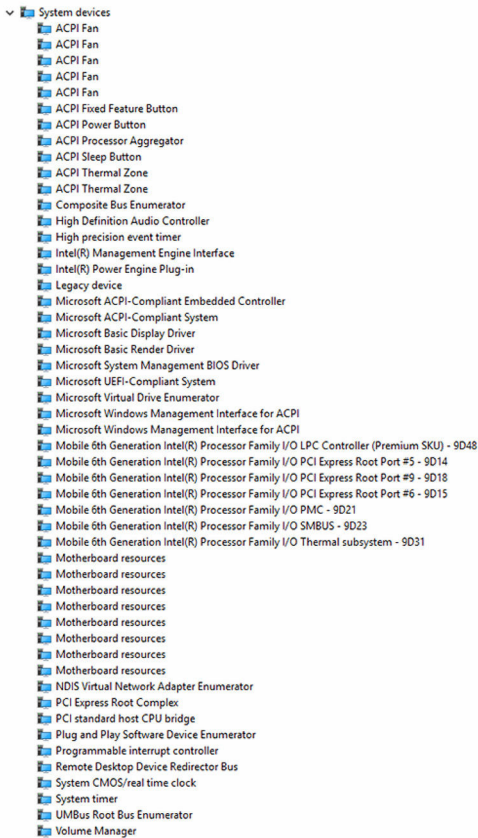 System devices
ACPI Fan
ACPI Fan
ACPI Fan
ACPI Fan
ACPI Fan
ACPI Fixed Feature Button
ACPI Power Button
ACPI Processor Aggregator
ACPI Sleep Button
ACPI Thermal Zone
ACPI Thermal Zone
Composite Bus Enumerator
High Definition Audio Controller
High precision event timer
Intel(R) Management Engine Interface
Intel(R) Power Engine Plug-in
Legacy device
Microsoft ACPI-Compliant Embedded Controller
Microsoft ACPI-Compliant System
Microsoft Basic Display Driver
Microsoft Basic Render Driver
Microsoft System Management BIOS Driver
Microsoft UEFI-Compliant System
Microsoft Virtual Drive Enumerator
Microsoft Windows Management Interface for ACPI
Microsoft Windows Management Interface for ACPI
Mobile 6th Generation Intel(R) Processor Family I/O LPC Controller (Premium SKU) - 9D48
Mobile 6th Generation Intel(R) Processor Family I/O PCI Express Root Port #5 - 9D14
Mobile 6th Generation Intel(R) Processor Family I/O PCI Express Root Port #9 - 9D18
Mobile 6th Generation Intel(R) Processor Family I/O PCI Express Root Port #6 - 9D15
Mobile 6th Generation Intel(R) Processor Family I/O PMC - 9D21
Mobile 6th Generation Intel(R) Processor Family I/O SMBUS - 9D23
Mobile 6th Generation Intel(R) Processor Family I/O Thermal subsystem - 9D31
Motherboard resources
Motherboard resources
Motherboard resources
Motherboard resources
Motherboard resources
Motherboard resources
Motherboard resources
Motherboard resources
NDIS Virtual Network Adapter Enumerator
PCI Express Root Complex
PCI standard host CPU bridge
Plug and Play Software Device Enumerator
Programmable interrupt controller
Remote Desktop Device Redirector Bus
System CMOS/real time clock
System timer
UMBus Root Bus Enumerator
Volume Manager